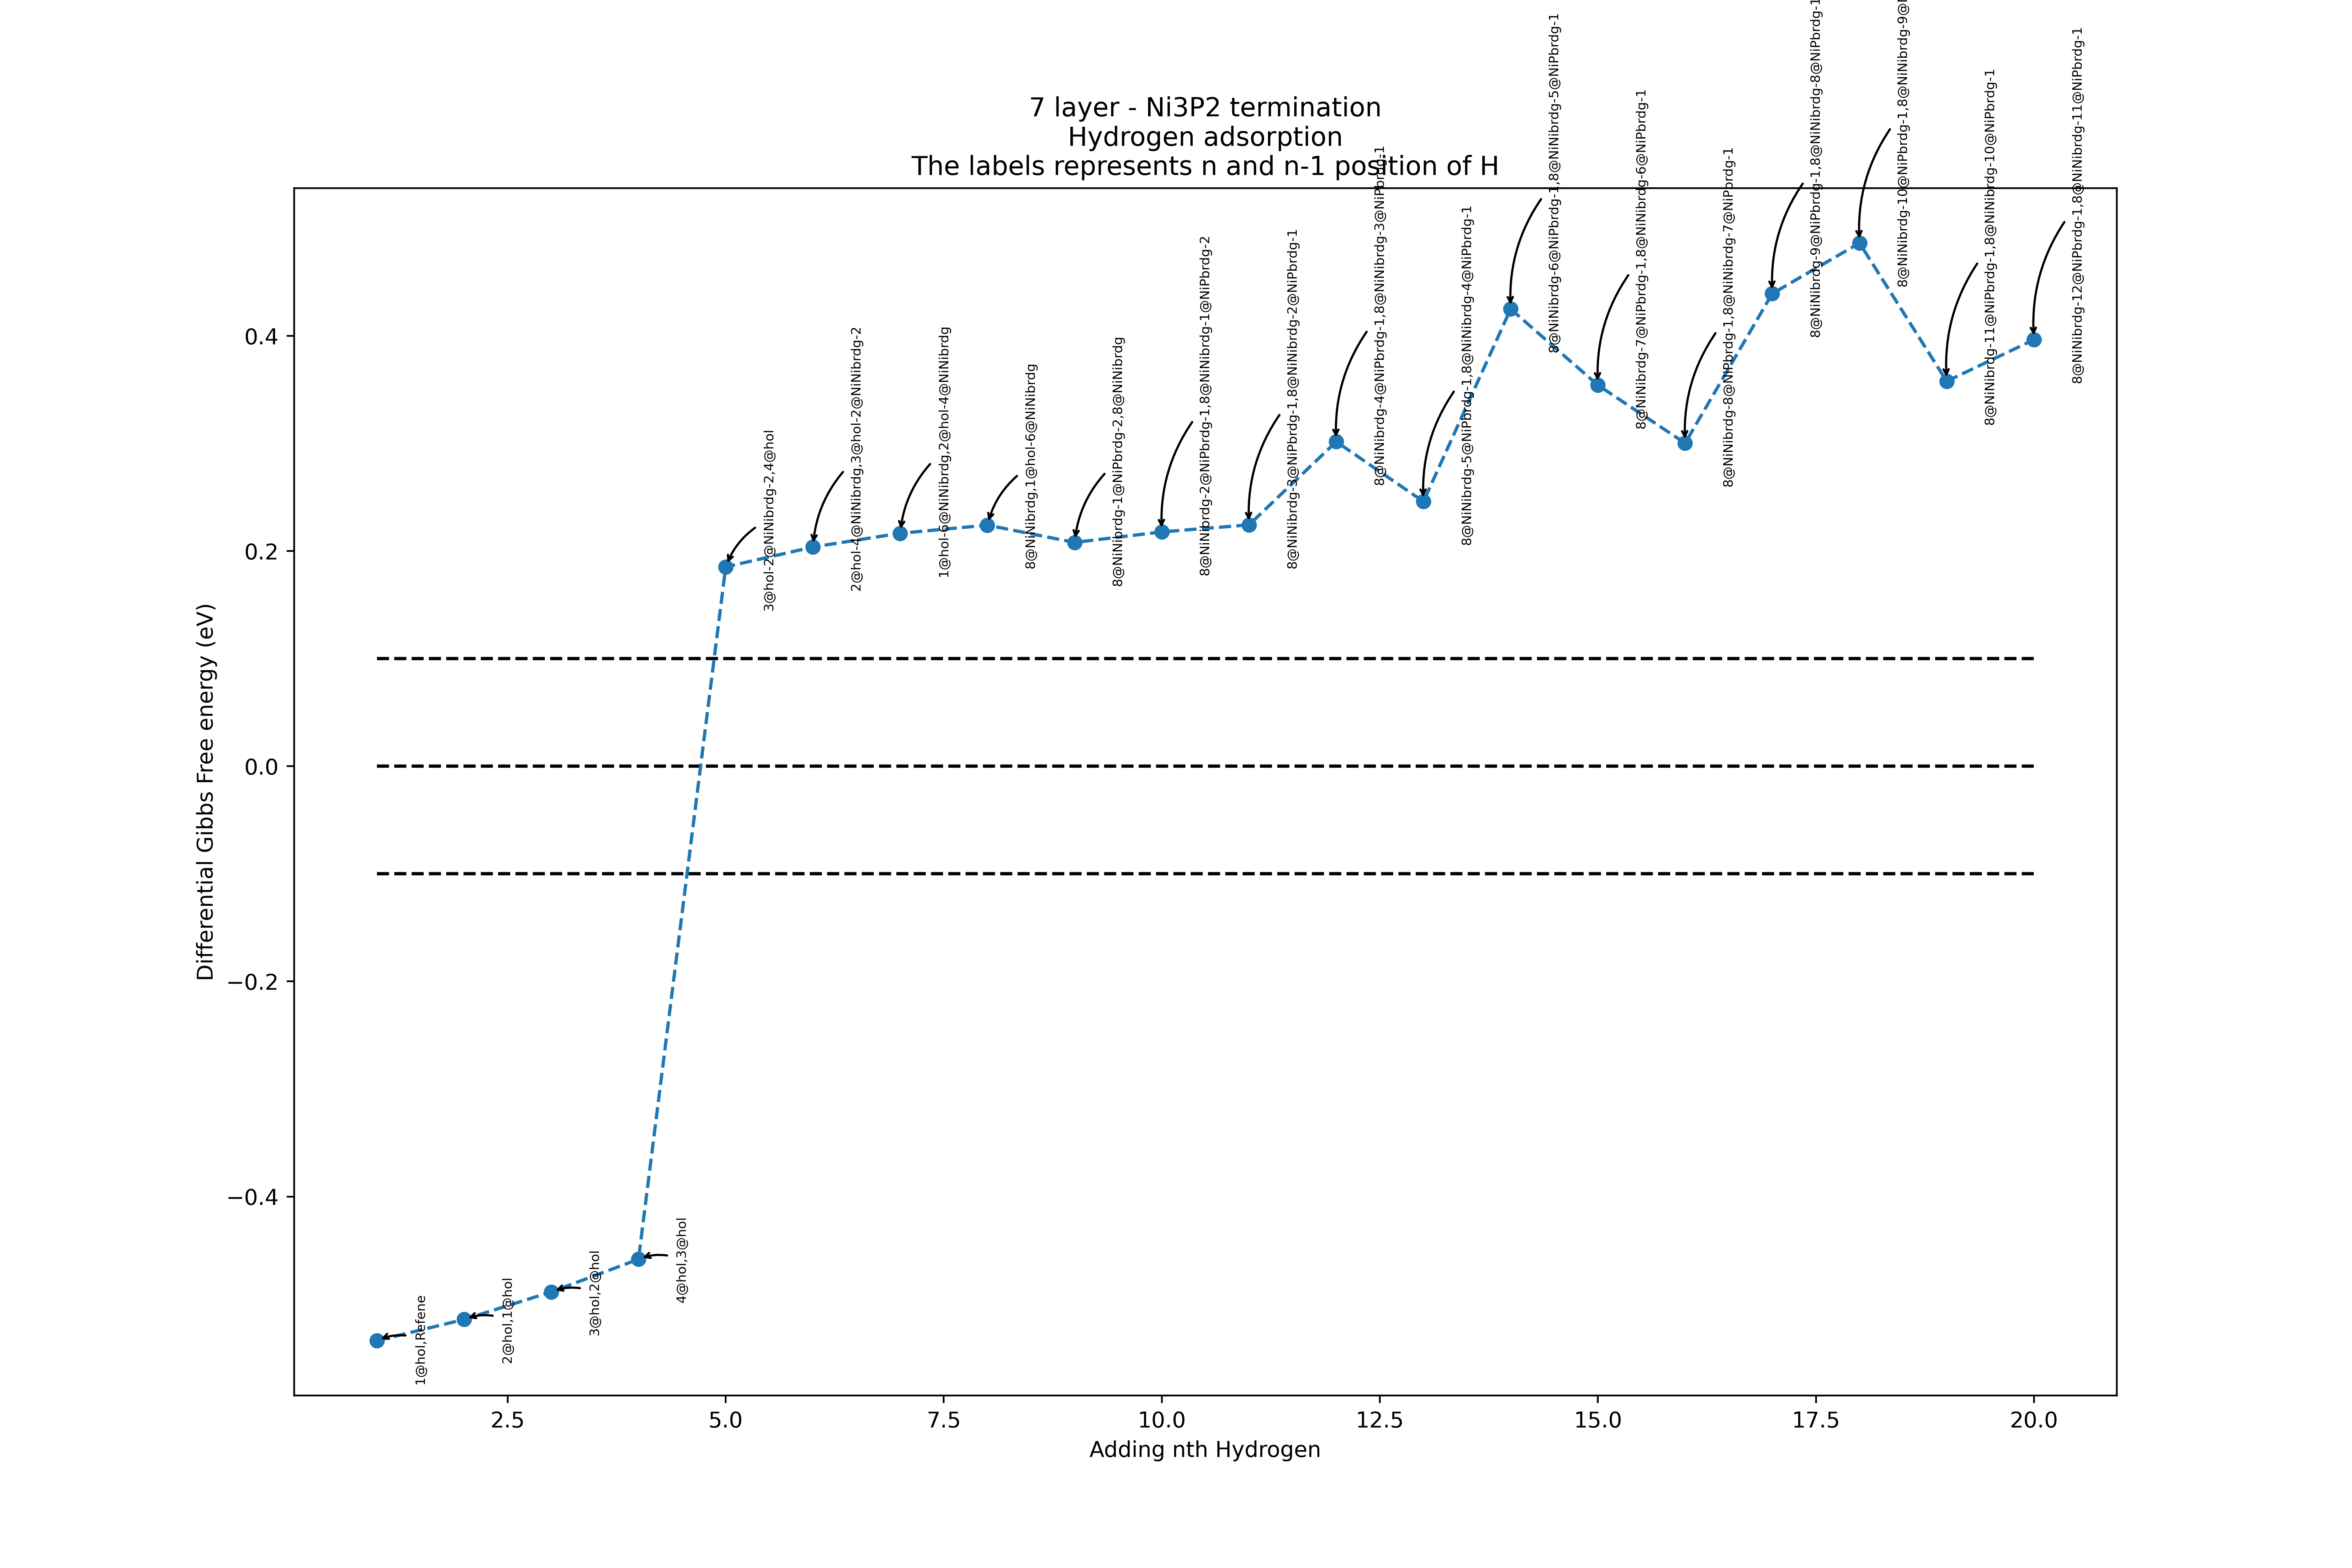 7 layer - Ni3P2 termination
Hydrogen adsorption
The labels represents n and n-1 position of H
Differential Gibbs Free energy (eV)
0.4
0.2
0.0
−0.2
−0.4
1@hol,Refene
2@hol,1@hol
3@hol,2@hol
4@hol,3@hol
3@hol-2@NiNibrdg-2,4@hol
2@hol-4@NiNibrdg,3@hol-2@NiNibrdg-2
1@hol-6@NiNibrdg,2@hol-4@NiNibrdg
8@NiNibrdg,1@hol-6@NiNibrdg
8@NiNibrdg-1@NiPbrdg-2,8@NiNibrdg
8@NiNibrdg-2@NiPbrdg-1,8@NiNibrdg-1@NiPbrdg-2
8@NiNibrdg-3@NiPbrdg-1,8@NiNibrdg-2@NiPbrdg-1
8@NiNibrdg-4@NiPbrdg-1,8@NiNibrdg-3@NiPbrdg-1
8@NiNibrdg-5@NiPbrdg-1,8@NiNibrdg-4@NiPbrdg-1
8@NiNibrdg-6@NiPbrdg-1,8@NiNibrdg-5@NiPbrdg-1
8@NiNibrdg-7@NiPbrdg-1,8@NiNibrdg-6@NiPbrdg-1
8@NiNibrdg-8@NiPbrdg-1,8@NiNibrdg-7@NiPbrdg-1
8@NiNibrdg-9@NiPbrdg-1,8@NiNibrdg-8@NiPbrdg-1
8@NiNibrdg-10@NiPbrdg-1,8@NiNibrdg-9@
8@NiNibrdg-11@NiPbrdg-1,8@NiNibrdg-10@NiPbrdg-1
8@NiNibrdg-12@NiPbrdg-1,8@NiNibrdg-11@NiPbrdg-1
2.5 5.0 7.5 10.0 12.5 15.0 17.5 20.0
Adding nth Hydrogen